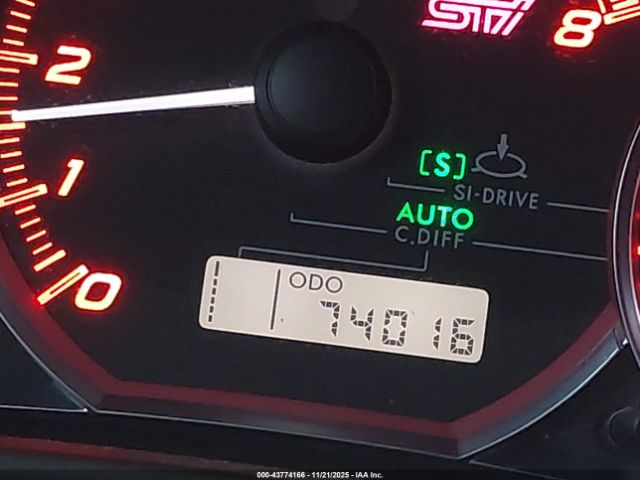 STI
8
2
[S]
SI-DRIVE
1
AUTO
C.DIFF
0
ODO
74016
000-43774166 - 11/21/2025 - IAA Inc.